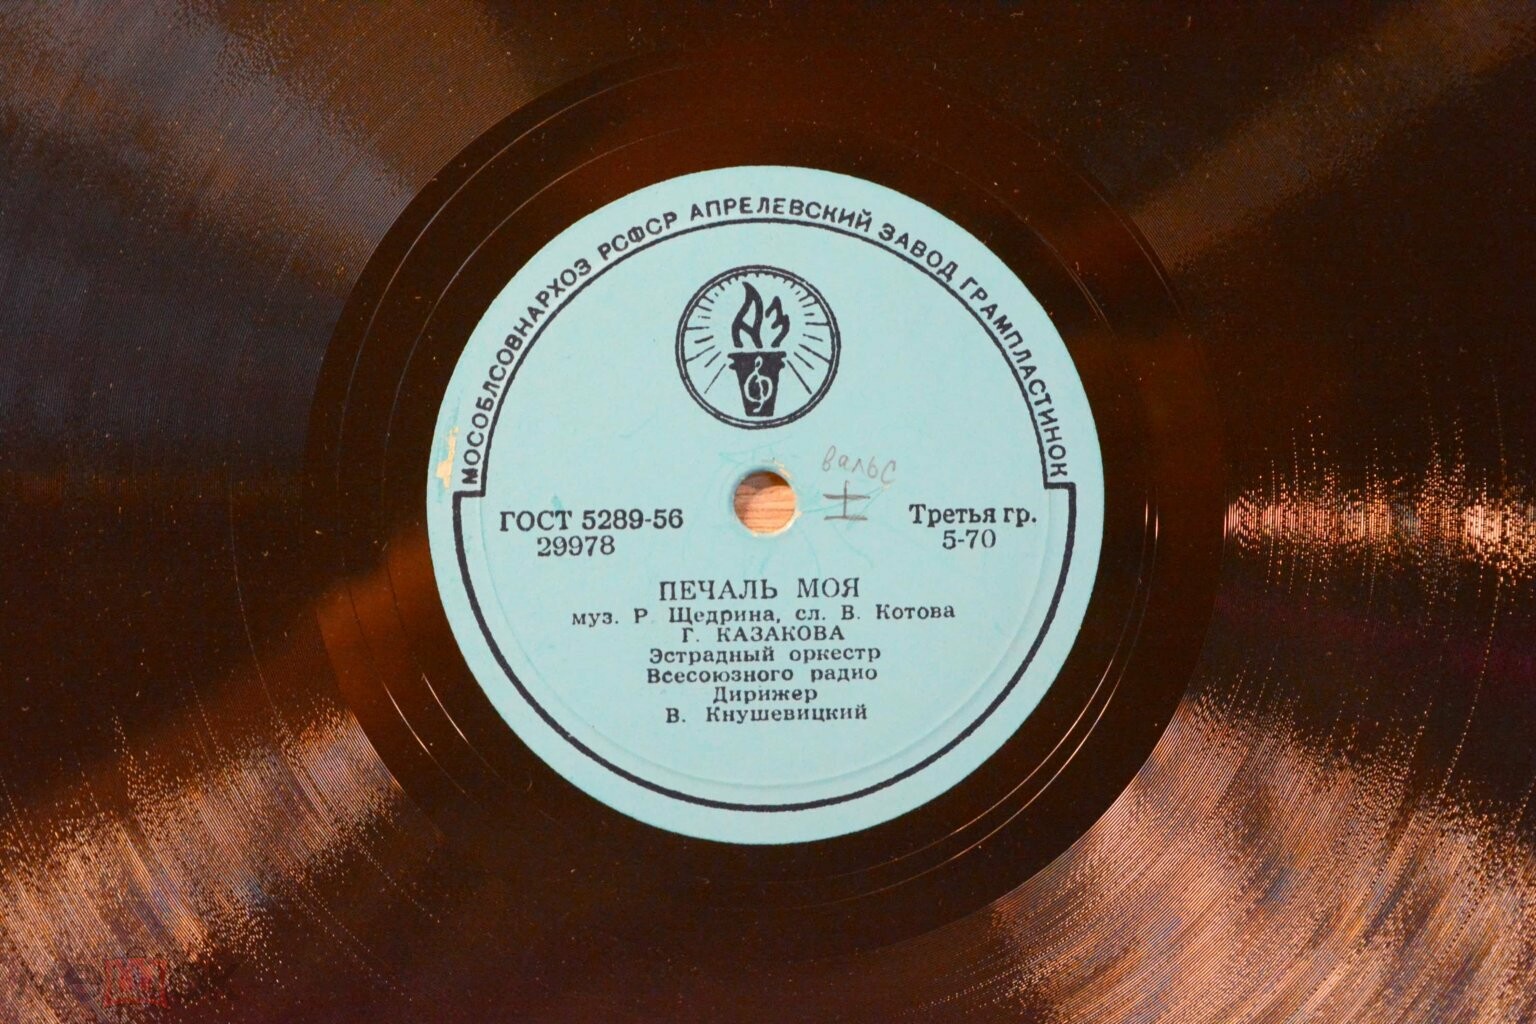 МОСОБЛСОВНАРХОЗ РСФСР АПРЕЛЕВСКИЙ ЗАВОД ГРАМПЛАСТИНОК
АЗ
вальс
ГОСТ 5289-56
29978
Третья гр.
5-70
ПЕЧАЛЬ МОЯ
муз. Р. Щедрина, сл. В. Котова
Г. КАЗАКОВА
Эстрадный оркестр
Всесоюзного радио
Дирижер
В. Кнушевицкий